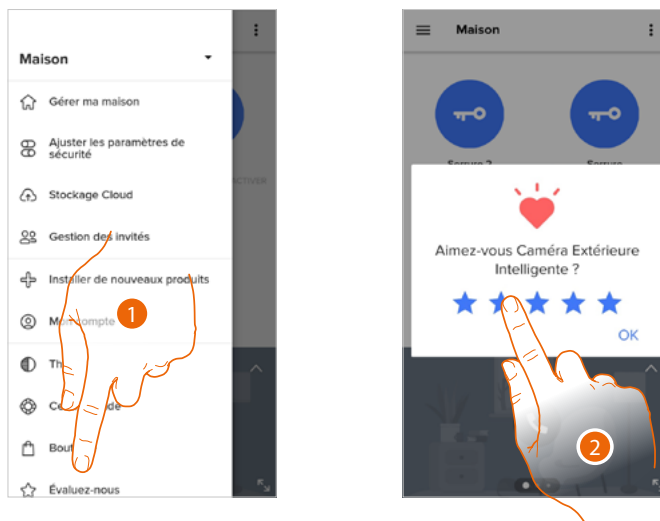 Maison
Gérer ma maison
Ajuster les paramètres de
sécurité
Stockage Cloud
Gestion des invités
Installer de nouveaux produits
compte
1
Évaluez-nous
Maison
Aimez-vous Caméra Extérieure
Intelligente ?
OK
2